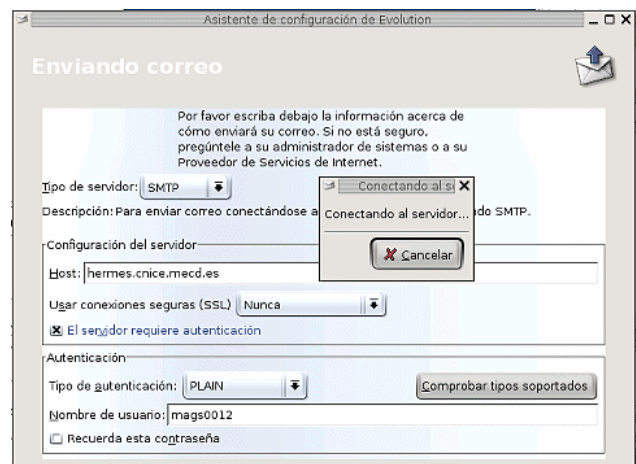 Asistente de configuración de Evolution
Enviando correo
Por favor escriba debajo la información acerca de
cómo enviará su correo. Si no está seguro,
pregúntele a su administrador de sistemas o a su
Proveedor de Servicios de Internet.
Tipo de servidor: SMTP
Descripción: Para enviar correo conectándose a
do SMTP.
Conectando al s
Conectando al servidor...
Cancelar
Configuración del servidor
Host: hermes.cnice.mecd.es
Usar conexiones seguras (SSL) Nunca
El servidor requiere autenticación
Autenticación
Tipo de autenticación: PLAIN
Comprobar tipos soportados
Nombre de usuario: mags0012
Recuerda esta contraseña